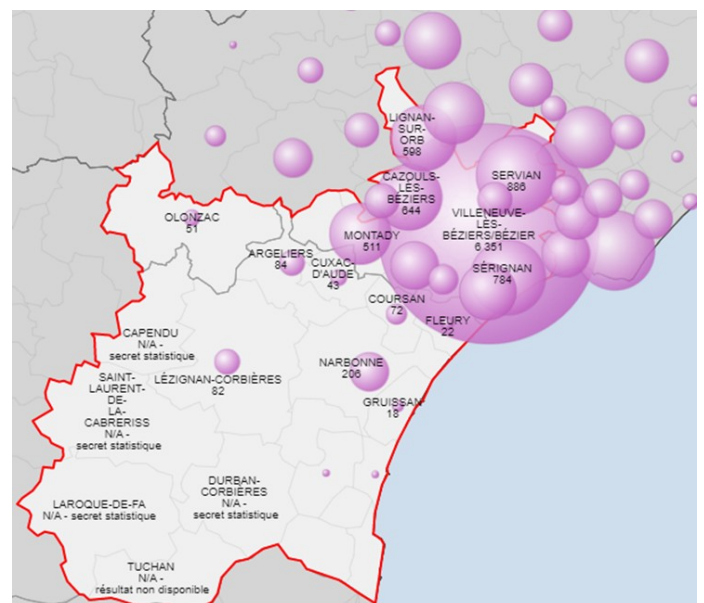 LIGNAN-
SUR-
ORB
598
CAZOULS-
LÈS-
BÉZIERS
644
SERVIAN
886
VILLENEUVE-
LÈS-
BÉZIERS/BÉZIER
6.351
OLONZAC
51
MONTADY
511
ARGELIERS
84
CUXAC-
D'AUDE
43
SÉRIGNAN
784
COURSAN
72
FLEURY
22
CAPENDU
N/A -
secret statistique
LÉZIGNAN-CORBIÈRES
82
NARBONNE
206
SAINT-
LAURENT-
DE-
LA-
CABRERISS
N/A -
secret statistique
GRUISSAN
18
DURBAN-
CORBIÈRES
N/A -
secret statistique
LAROQUE-DE-FA
N/A - secret statistique
TUCHAN
N/A -
résultat non disponible